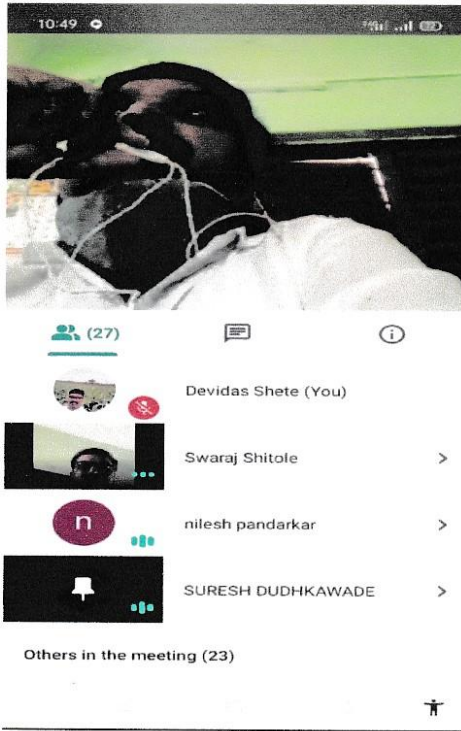 10:49
(27)
Devidas Shete (You)
Swaraj Shitole
n
nilesh pandarkar
SURESH DUDHKAWADE
Others in the meeting (23)